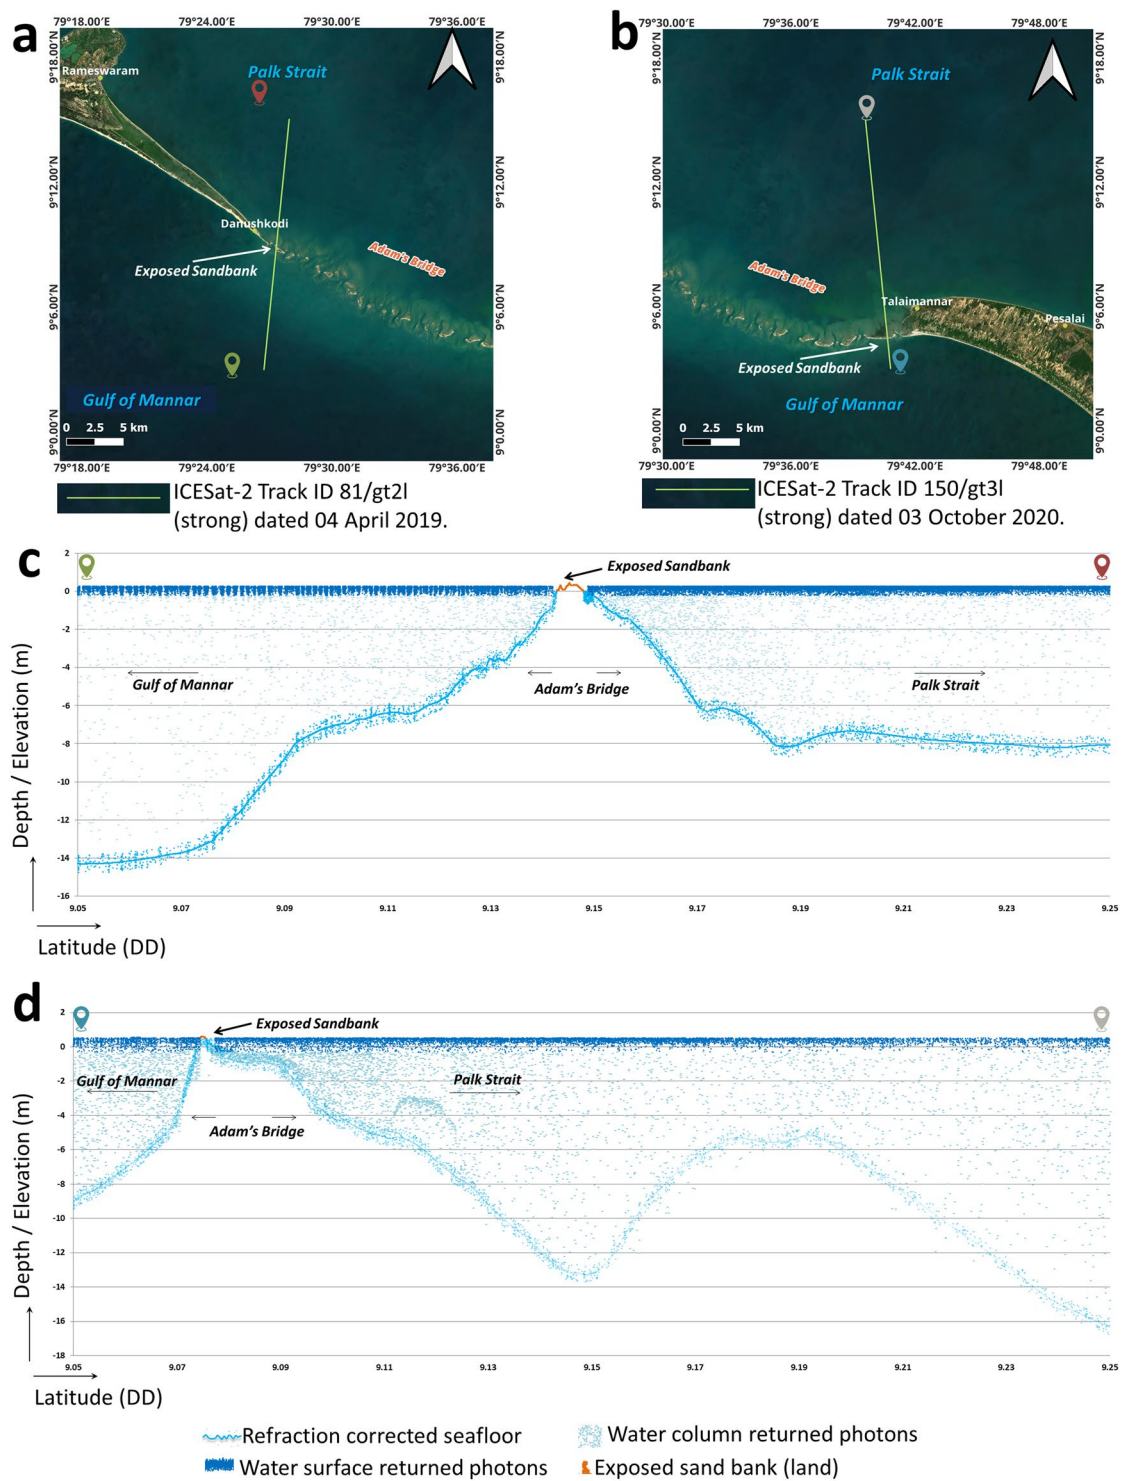 a
79°18.00′E 79°24.00′E 79°30.00′E 79°36.00′E
9°18.00′N 9°12.00′N 9°6.00′N 9°0.00′N
Rameswaram
Palk Strait
Danushkodi
Exposed Sandbank
Adam's Bridge
Gulf of Mannar
0 2.5 5 km
9°18.00′N 9°12.00′N 9°6.00′N 9°0.00′N
79°18.00′E 79°24.00′E 79°30.00′E 79°36.00′E
ICESat-2 Track ID 81/gt2l
(strong) dated 04 April 2019.
b
79°30.00′E 79°36.00′E 79°42.00′E 79°48.00′E
9°18.00′N 9°12.00′N 9°6.00′N 9°0.00′N
Palk Strait
Adam's Bridge
Talaimannar
Pesalai
Exposed Sandbank
Gulf of Mannar
0 2.5 5 km
9°18.00′N 9°12.00′N 9°6.00′N 9°0.00′N
79°30.00′E 79°36.00′E 79°42.00′E 79°48.00′E
ICESat-2 Track ID 150/gt3l
(strong) dated 03 October 2020.
c
Depth / Elevation (m)
2
0
-2
-4
-6
-8
-10
-12
-14
-16
Exposed Sandbank
Gulf of Mannar
Adam's Bridge
Palk Strait
9.05 9.07 9.09 9.11 9.13 9.15 9.17 9.19 9.21 9.23 9.25
Latitude (DD)
d
Depth / Elevation (m)
2
0
-2
-4
-6
-8
-10
-12
-14
-16
-18
Exposed Sandbank
Gulf of Mannar
Palk Strait
Adam's Bridge
9.05 9.07 9.09 9.11 9.13 9.15 9.17 9.19 9.21 9.23 9.25
Latitude (DD)
Refraction corrected seafloor
Water column returned photons
Water surface returned photons
Exposed sand bank (land)